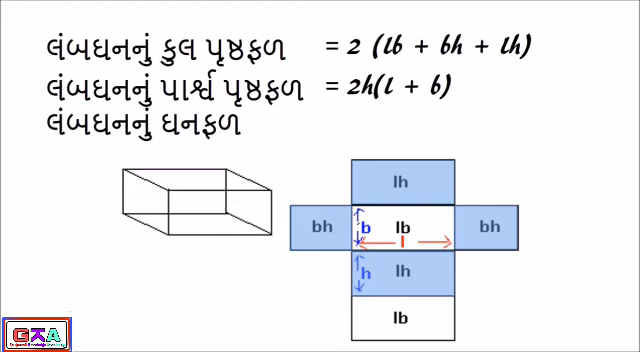 લંબઘનનું કુલ પૃષ્ઠફળ = 2 (lb + bh + lh)
લંબઘનનું પાર્શ્વ પૃષ્ઠફળ = 2h(l + b)
લંબઘનનું ઘનફળ
lh
bh b lb bh
l
h lh
lb
GKA